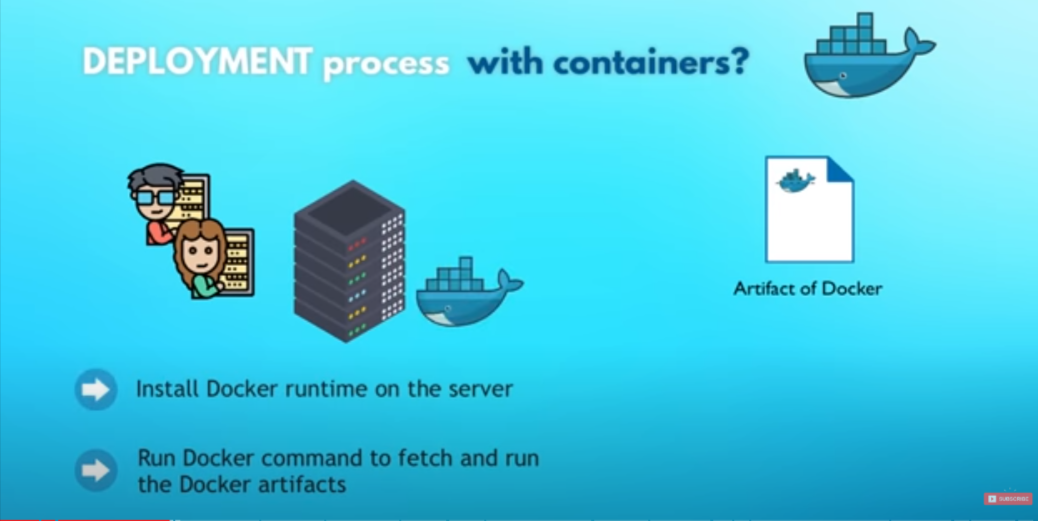 DEPLOYMENT process with containers?
Artifact of Docker
Install Docker runtime on the server
Run Docker command to fetch and run
the Docker artifacts
SUBSCRIBE